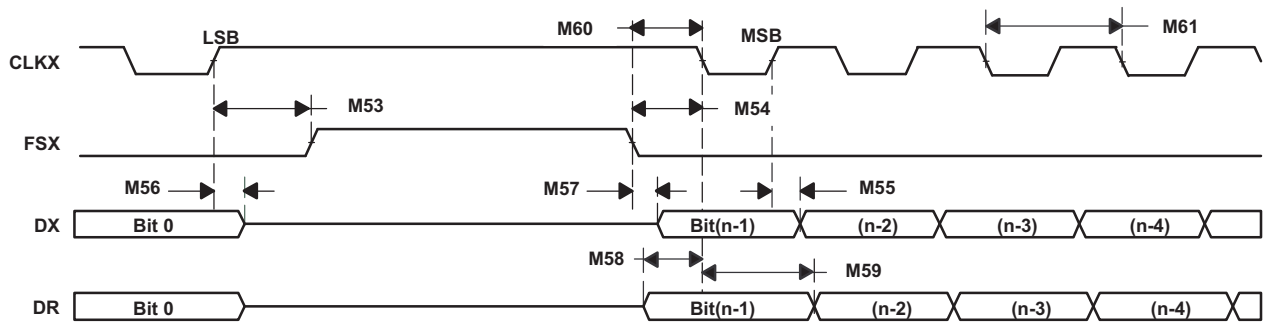 LSB M60 MSB M61
CLKX
M53 M54
FSX
M56 M57 M55
DX Bit 0 Bit(n-1) (n-2) (n-3) (n-4)
M58 M59
DR Bit 0 Bit(n-1) (n-2) (n-3) (n-4)